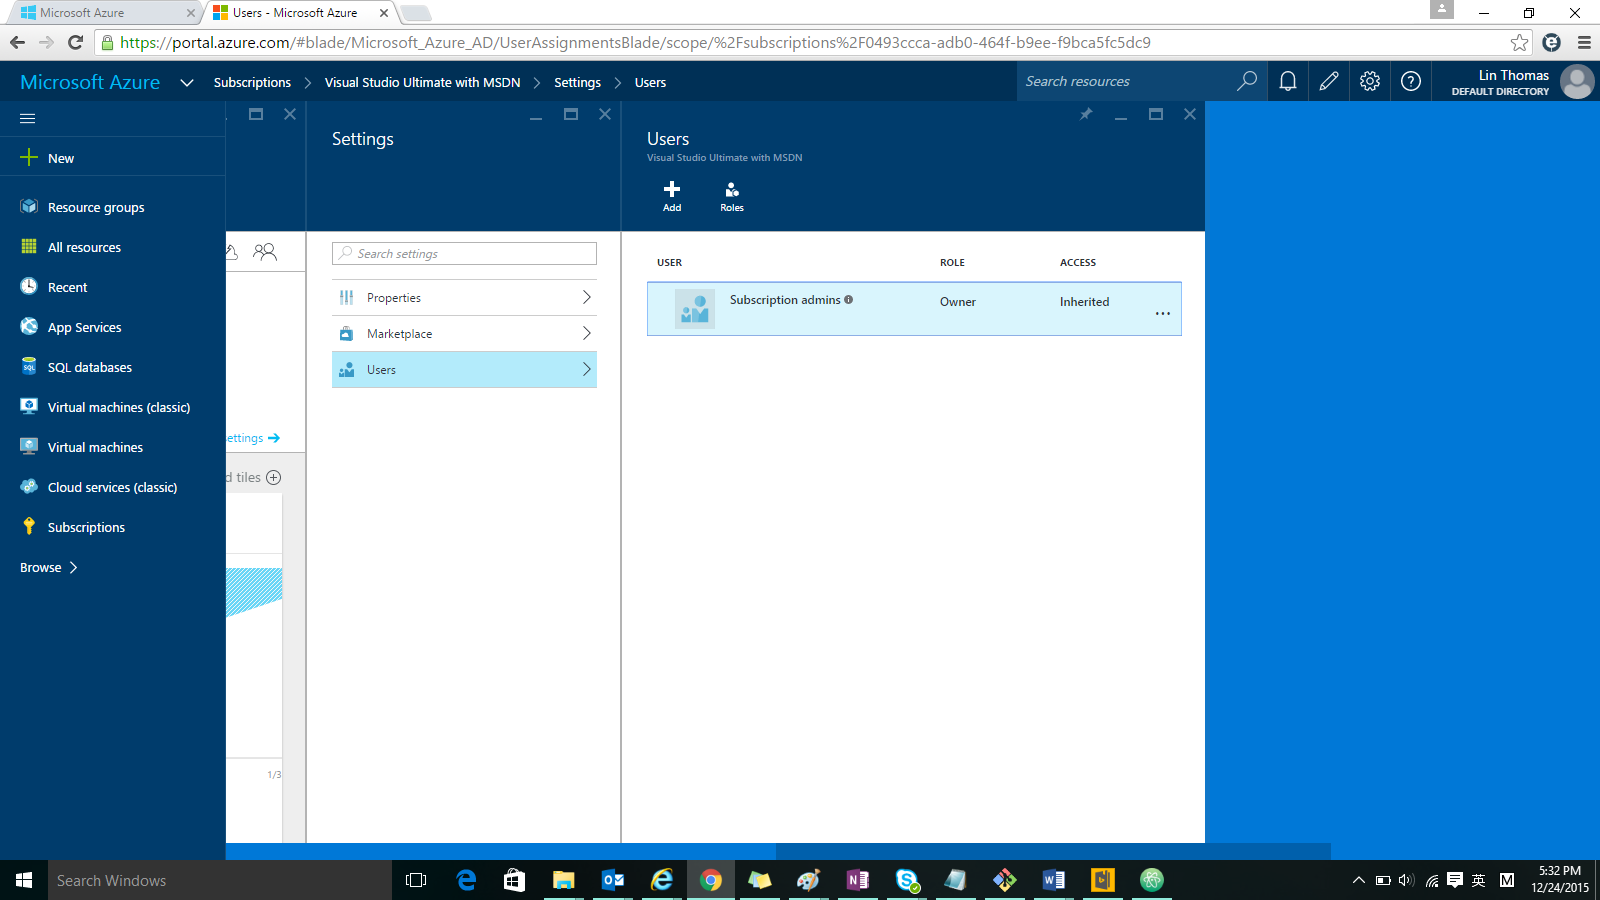 Microsoft Azure
Users - Microsoft Azure
https://portal.azure.com/#blade/Microsoft_Azure_AD/UserAssignmentsBlade/scope/%2Fsubscriptions%2F0493ccca-adb0-464f-b9ee-f9bca5fc5dc9
Microsoft Azure
Subscriptions
Visual Studio Ultimate with MSDN
Settings
Users
Search resources
Lin Thomas
DEFAULT DIRECTORY
New
Resource groups
All resources
Recent
App Services
SQL databases
Virtual machines (classic)
Virtual machines
Cloud services (classic)
Subscriptions
Browse
ettings
d tiles
1/3
Settings
Search settings
Properties
Marketplace
Users
Users
Visual Studio Ultimate with MSDN
Add
Roles
USER ROLE ACCESS
Subscription admins Owner Inherited
...
Search Windows
英
M
5:32 PM
12/24/2015